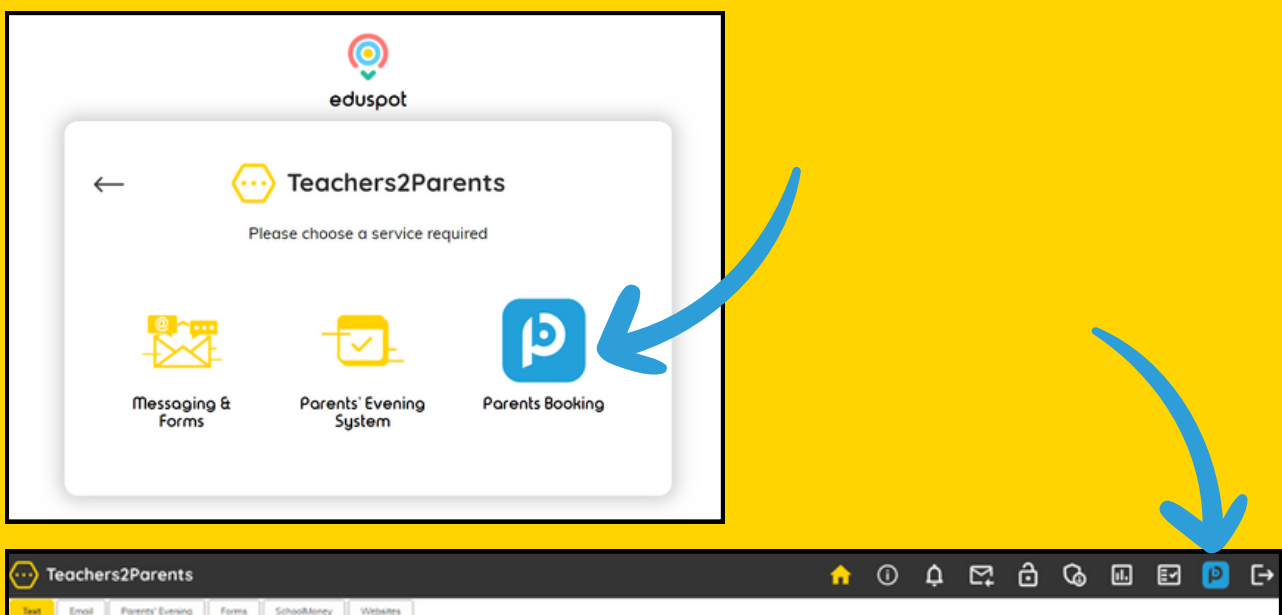 eduspot
Teachers2Parents
Please choose a service required
@
Messaging &
Forms
Parents' Evening
System
Parents Booking
Teachers2Parents
Text Email Parents' Evening Forms SchoolMoney Websites